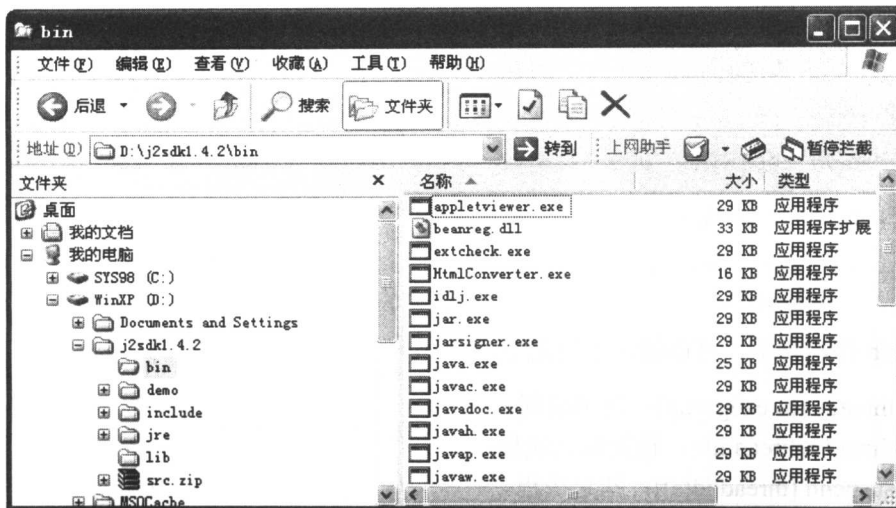 bin
文件(F) 编辑(E) 查看(V) 收藏(A) 工具(T) 帮助(H)
后退 搜索 文件夹
地址(D) D:\j2sdk1.4.2\bin 转到 上网助手 暂停拦截
文件夹 × 名称 大小 类型
桌面 appletviewer.exe 29 KB 应用程序
我的文档 beanreg.dll 33 KB 应用程序扩展
我的电脑 extcheck.exe 29 KB 应用程序
SYS98 (C:) HtmlConverter.exe 16 KB 应用程序
WinXP (D:) idlj.exe 29 KB 应用程序
Documents and Settings jar.exe 29 KB 应用程序
j2sdk1.4.2 jarsigner.exe 29 KB 应用程序
bin java.exe 25 KB 应用程序
demo javac.exe 29 KB 应用程序
include javadoc.exe 29 KB 应用程序
jre javah.exe 29 KB 应用程序
lib javap.exe 29 KB 应用程序
src.zip javaw.exe 29 KB 应用程序
MSOCache